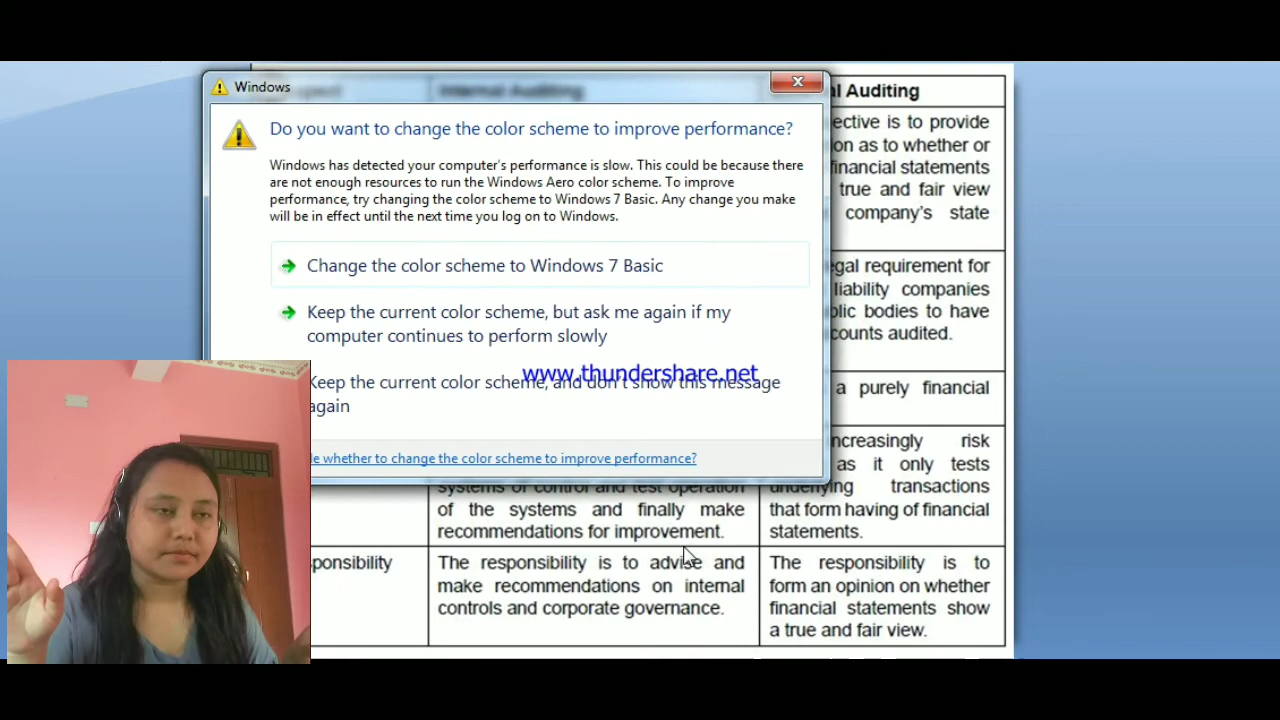 Windows
Do you want to change the color scheme to improve performance?
Windows has detected your computer's performance is slow. This could be because there
are not enough resources to run the Windows Aero color scheme. To improve
performance, try changing the color scheme to Windows 7 Basic. Any change you make
will be in effect until the next time you log on to Windows.
Change the color scheme to Windows 7 Basic
Keep the current color scheme, but ask me again if my
computer continues to perform slowly
www.thundershare.net
Keep the current color scheme, and don't show this message
again
whether to change the color scheme to improve performance?
Internal Auditing
systems of control and test operation
of the systems and finally make
recommendations for improvement.
The responsibility is to advise and
make recommendations on internal
controls and corporate governance.
Auditing
is to provide
as to whether or
financial statements
true and fair view
company's state
requirement for
liability companies
bodies to have
audited.
a purely financial
increasingly risk
as it only tests
underlying transactions
that form having of financial
statements.
The responsibility is to
form an opinion on whether
financial statements show
a true and fair view.